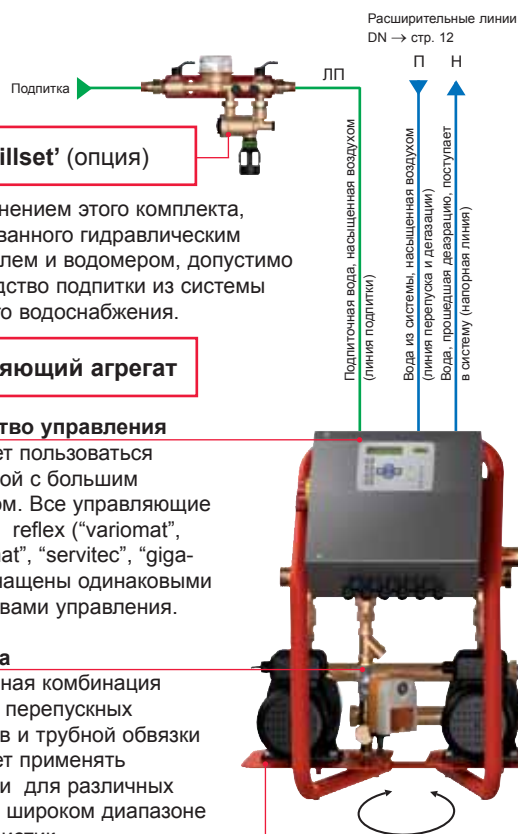 Расширительные линии
DN → стр. 12
П Н
ЛП
Подпитка
illset’ (опция)
нением этого комплекта,
ванного гидравлическим
лем и водомером, допустимо
дство подпитки из системы
го водоснабжения.
Подпиточная вода, насыщенная воздухом
(линия подпитки)
Вода из системы, насыщенная воздухом
(линия перепуска и дегазации)
Вода, прошедшая деаэрацию, поступает
в систему (напорная линия)
яющий агрегат
тво управления
ет пользоваться
ой с большим
ом. Все управляющие
reflex (“variomat”,
mat”, “servitec”, “giga-
нащены одинаковыми
вами управления.
а
ная комбинация
перепускных
в и трубной обвязки
ет применять
и для различных
широком диапазоне